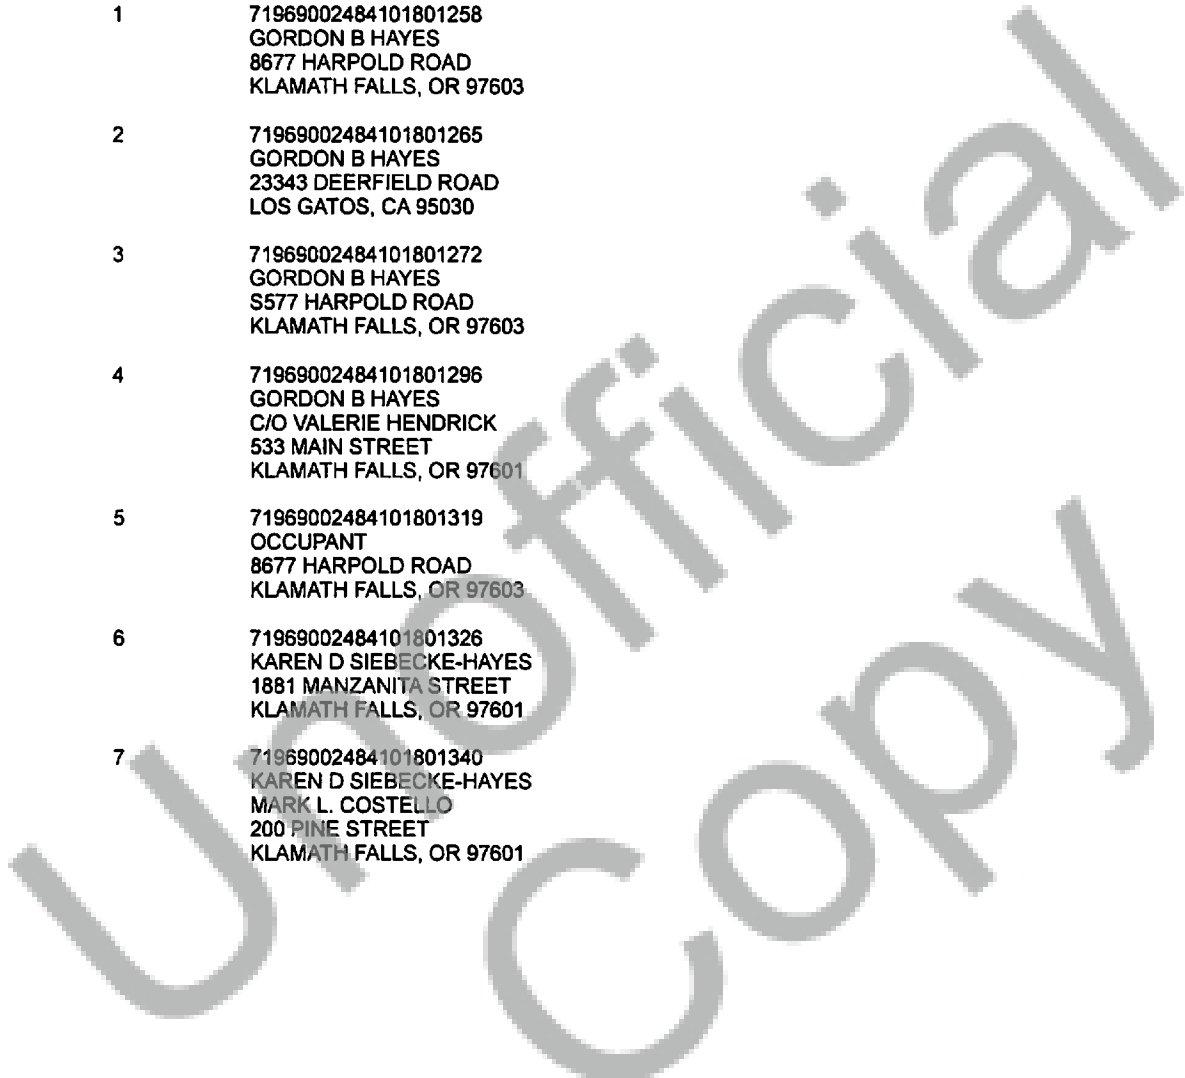 1 71969002484101801258
GORDON B HAYES
8677 HARPOLD ROAD
KLAMATH FALLS, OR 97603
2 71969002484101801265
GORDON B HAYES
23343 DEERFIELD ROAD
LOS GATOS, CA 95030
3 71969002484101801272
GORDON B HAYES
S577 HARPOLD ROAD
KLAMATH FALLS, OR 97603
4 71969002484101801296
GORDON B HAYES
C/O VALERIE HENDRICK
533 MAIN STREET
KLAMATH FALLS, OR 97601
5 71969002484101801319
OCCUPANT
8677 HARPOLD ROAD
KLAMATH FALLS, OR 97603
6 71969002484101801326
KAREN D SIEBECKE-HAYES
1881 MANZANITA STREET
KLAMATH FALLS, OR 97601
7 71969002484101801340
KAREN D SIEBECKE-HAYES
MARK L. COSTELLO
200 PINE STREET
KLAMATH FALLS, OR 97601
Unofficial
Copy